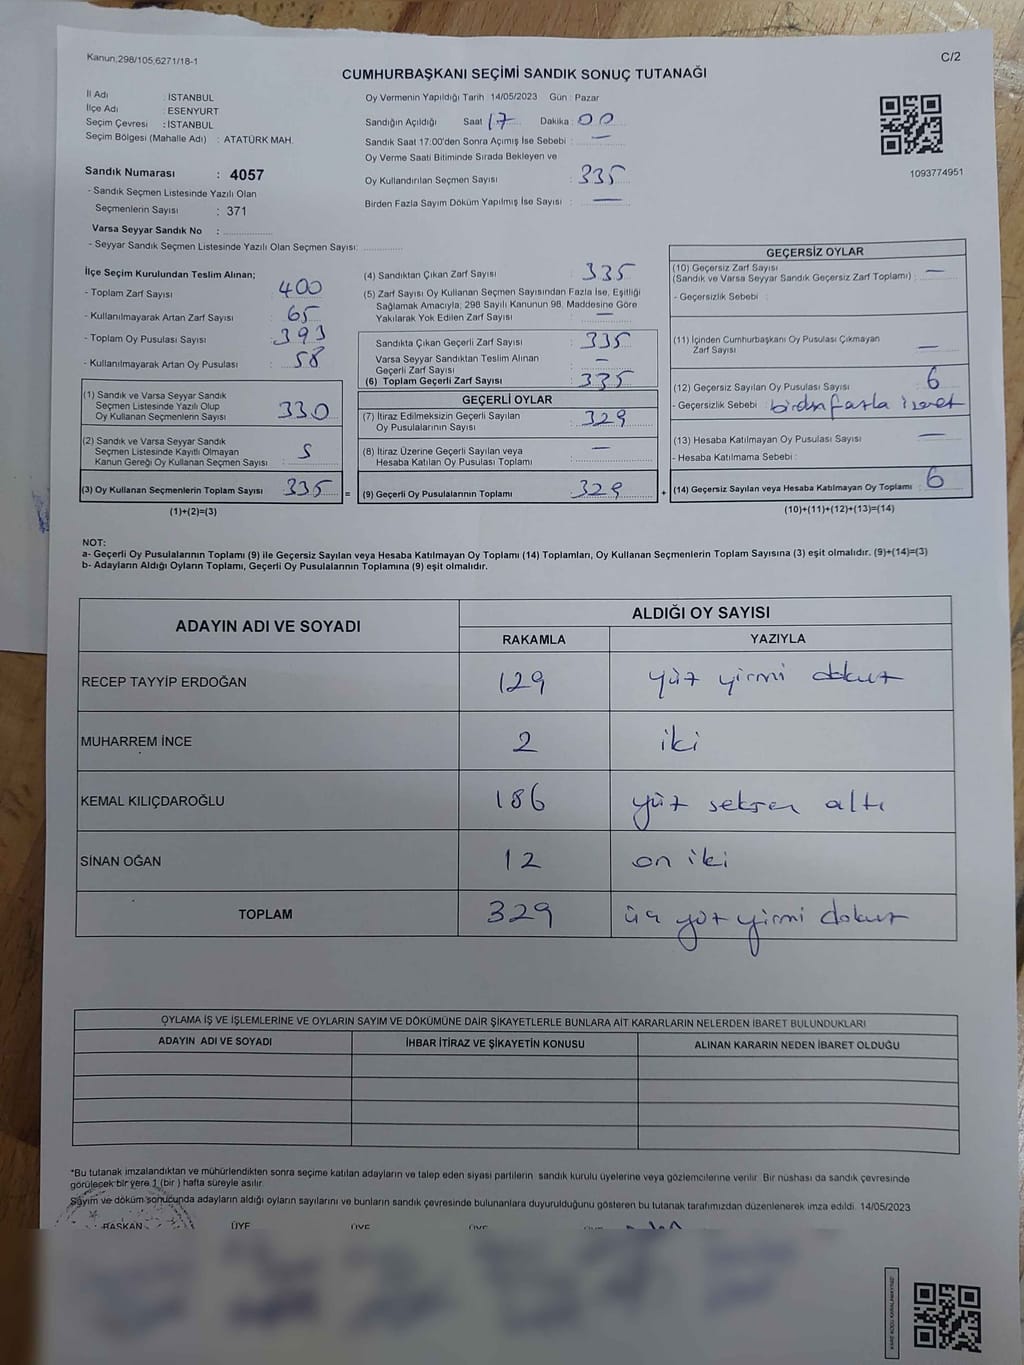 Kanun;298/105,6271/18-1
C/2
CUMHURBAŞKANI SEÇİMİ SANDIK SONUÇ TUTANAĞI
İl Adı : İSTANBUL
İlçe Adı : ESENYURT
Seçim Çevresi : İSTANBUL
Seçim Bölgesi (Mahalle Adı) : ATATÜRK MAH.
Sandık Numarası : 4057
- Sandık Seçmen Listesinde Yazılı Olan
Seçmenlerin Sayısı : 371
Varsa Seyyar Sandık No :
- Seyyar Sandık Seçmen Listesinde Yazılı Olan Seçmen Sayısı:
Oy Vermenin Yapıldığı Tarih : 14/05/2023 Gün : Pazar
Sandığın Açıldığı Saat 17 Dakika : 00
Sandık Saat 17:00'den Sonra Açımış İse Sebebi : —
Oy Verme Saati Bitiminde Sırada Bekleyen ve
Oy Kullandırılan Seçmen Sayısı : 335
Birden Fazla Sayım Döküm Yapılmış İse Sayısı : —
1093774951
İlçe Seçim Kurulundan Teslim Alınan;
- Toplam Zarf Sayısı : 400
- Kullanılmayarak Artan Zarf Sayısı : 65
- Toplam Oy Pusulası Sayısı : 393
- Kullanılmayarak Artan Oy Pusulası : 58
(1) Sandık ve Varsa Seyyar Sandık
Seçmen Listesinde Yazılı Olup
Oy Kullanan Seçmenlerin Sayısı : 330
(2) Sandık ve Varsa Seyyar Sandık
Seçmen Listesinde Kayıtlı Olmayan
Kanun Gereği Oy Kullanan Seçmen Sayısı : 5
(3) Oy Kullanan Seçmenlerin Toplam Sayısı : 335 =
(1)+(2)=(3)
(4) Sandıktan Çıkan Zarf Sayısı : 335
(5) Zarf Sayısı Oy Kullanan Seçmen Sayısından Fazla İse, Eşitliği
Sağlamak Amacıyla; 298 Sayılı Kanunun 98. Maddesine Göre
Yakılarak Yok Edilen Zarf Sayısı : —
Sandıkta Çıkan Geçerli Zarf Sayısı : 335
Varsa Seyyar Sandıktan Teslim Alınan
Geçerli Zarf Sayısı : —
(6) Toplam Geçerli Zarf Sayısı : 335
GEÇERLİ OYLAR
(7) İtiraz Edilmeksizin Geçerli Sayılan
Oy Pusulalarının Sayısı : 329
(8) İtiraz Üzerine Geçerli Sayılan veya
Hesaba Katılan Oy Pusulası Toplamı : —
(9) Geçerli Oy Pusulalarının Toplamı : 329 +
GEÇERSİZ OYLAR
(10) Geçersiz Zarf Sayısı
(Sandık ve Varsa Seyyar Sandık Geçersiz Zarf Toplamı) : —
- Geçersizlik Sebebi :
(11) İçinden Cumhurbaşkanı Oy Pusulası Çıkmayan
Zarf Sayısı : —
(12) Geçersiz Sayılan Oy Pusulası Sayısı : 6
- Geçersizlik Sebebi : birden fazla işaret
(13) Hesaba Katılmayan Oy Pusulası Sayısı : —
- Hesaba Katılmama Sebebi :
(14) Geçersiz Sayılan veya Hesaba Katılmayan Oy Toplamı : 6
(10)+(11)+(12)+(13)=(14)
NOT:
a- Geçerli Oy Pusulalarının Toplamı (9) ile Geçersiz Sayılan veya Hesaba Katılmayan Oy Toplamı (14) Toplamları, Oy Kullanan Seçmenlerin Toplam Sayısına (3) eşit olmalıdır. (9)+(14)=(3)
b- Adayların Aldığı Oyların Toplamı, Geçerli Oy Pusulalarının Toplamına (9) eşit olmalıdır.
ADAYIN ADI VE SOYADI ALDIĞI OY SAYISI
RAKAMLA YAZIYLA
RECEP TAYYİP ERDOĞAN 129 yüz yirmi dokuz
MUHARREM İNCE 2 iki
KEMAL KILIÇDAROĞLU 186 yüz seksen altı
SİNAN OĞAN 12 on iki
TOPLAM 329 üç yüz yirmi dokuz
OYLAMA İŞ VE İŞLEMLERİNE VE OYLARIN SAYIM VE DÖKÜMÜNE DAİR ŞİKAYETLERLE BUNLARA AİT KARARLARIN NELERDEN İBARET BULUNDUKLARI
ADAYIN ADI VE SOYADI İHBAR İTİRAZ VE ŞİKAYETİN KONUSU ALINAN KARARIN NEDEN İBARET OLDUĞU
*Bu tutanak imzalandıktan ve mühürlendikten sonra seçime katılan adayların ve talep eden siyasi partilerin sandık kurulu üyelerine veya gözlemcilerine verilir. Bir nüshası da sandık çevresinde
görülecek bir yere 1 (bir ) hafta süreyle asılır.
Sayım ve döküm sonucunda adayların aldığı oyların sayılarını ve bunların sandık çevresinde bulunanlara duyurulduğunu gösteren bu tutanak tarafımızdan düzenlenerek imza edildi. 14/05/2023
BAŞKAN ÜYE ÜYE ÜYE